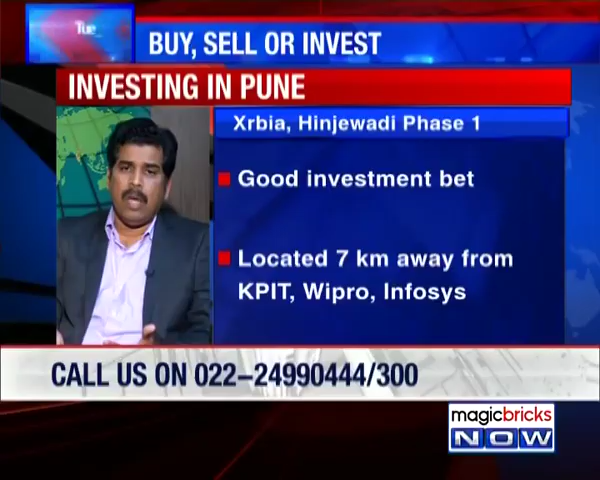 Tue
BUY, SELL OR INVEST
INVESTING IN PUNE
Xrbia, Hinjewadi Phase 1
Good investment bet
Located 7 km away from
KPIT, Wipro, Infosys
CALL US ON 022–24990444/300
magicbricks
NOW